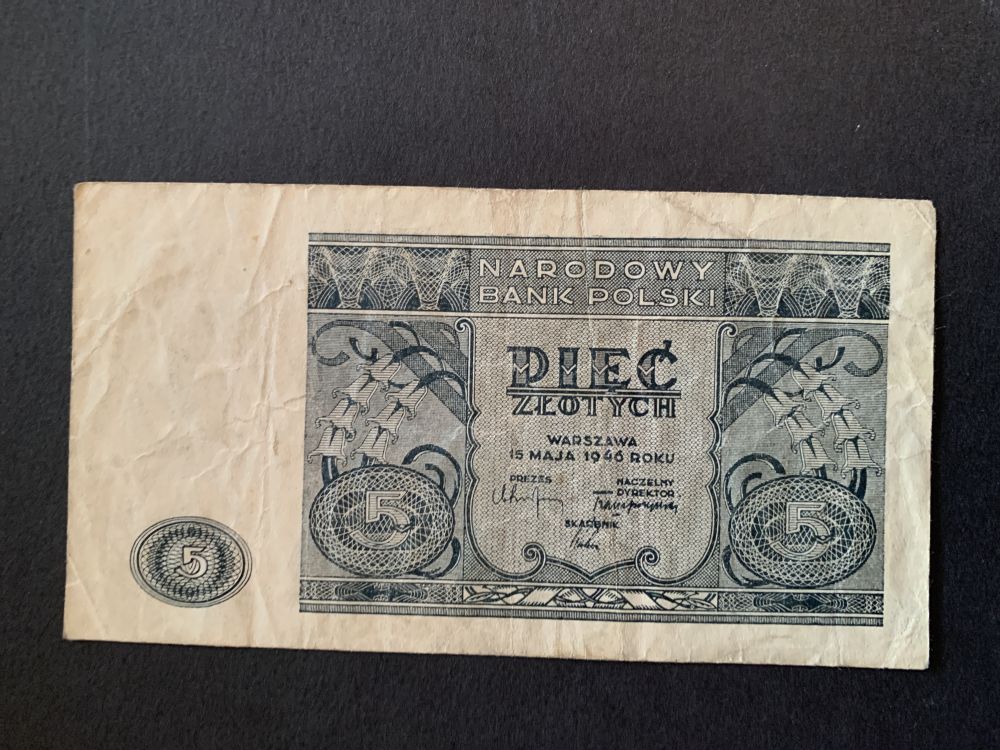 NARODOWY
BANK POLSKI
PIĘĆ
ZŁOTYCH
WARSZAWA
15 MAJA 1946 ROKU
PREZES
NACZELNY
DYREKTOR
SKARBNIK
5
5
5